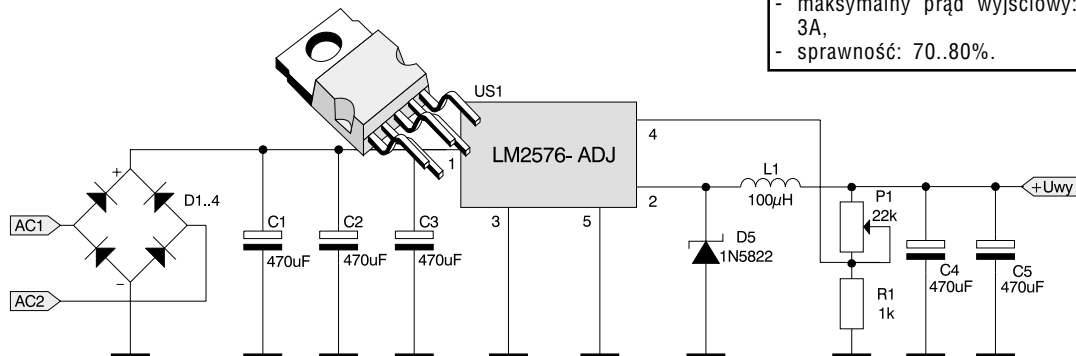 - maksymalny prąd wyjściowy:
3A,
- sprawność: 70..80%.
US1
LM2576- ADJ
1
4
2
3
5
+
-
D1..4
AC1
AC2
C1
470uF
C2
470uF
C3
470uF
L1
100µH
D5
1N5822
P1
22k
R1
1k
C4
470uF
C5
470uF
+Uwy